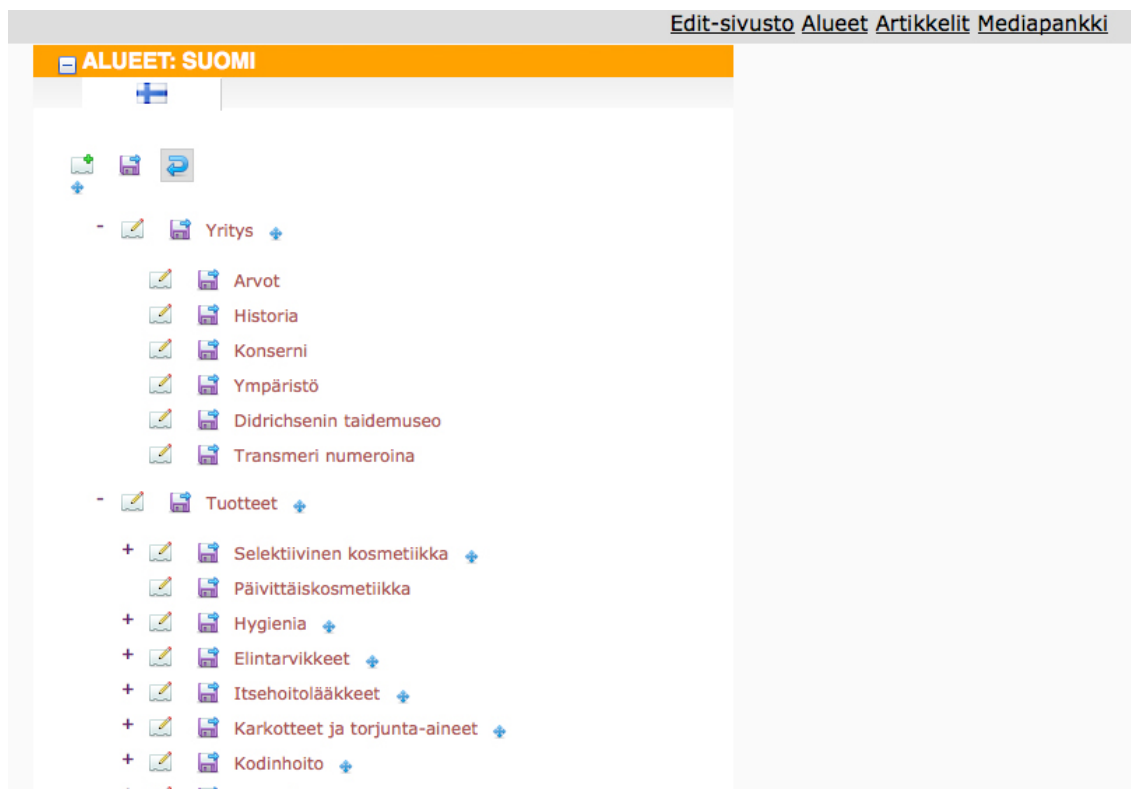 Edit-sivusto Alueet Artikkelit Mediapankki
ALUEET: SUOMI
- Yritys
Arvot
Historia
Konserni
Ympäristö
Didrichsenin taidemuseo
Transmeri numeroina
- Tuotteet
+ Selektiivinen kosmetiikka
Päivittäiskosmetiikka
+ Hygienia
+ Elintarvikkeet
+ Itsehoitolääkkeet
+ Karkotteet ja torjunta-aineet
+ Kodinhoito